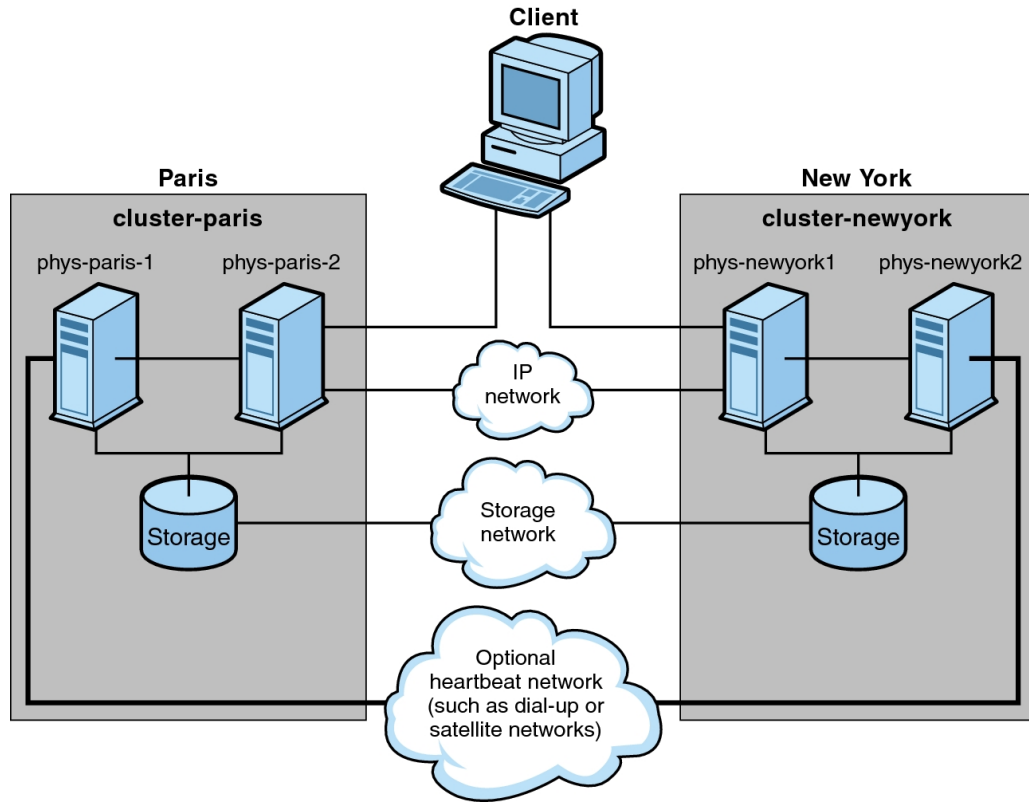 Client
Paris
New York
cluster-paris
cluster-newyork
phys-paris-1
phys-paris-2
phys-newyork1
phys-newyork2
IP
network
Storage
network
Storage
Storage
Optional
heartbeat network
(such as dial-up or
satellite networks)